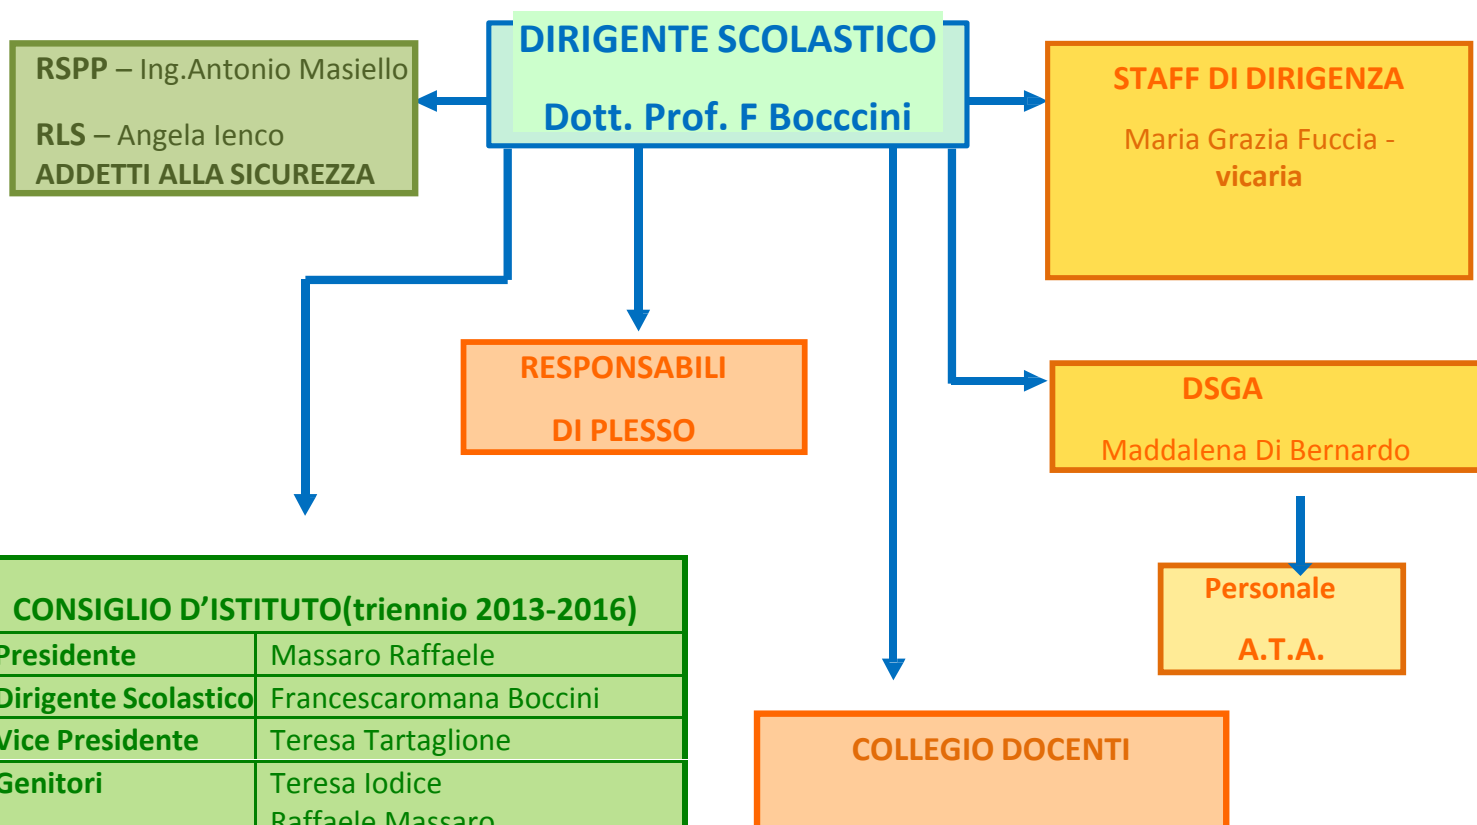 DIRIGENTE SCOLASTICO
Dott. Prof. F Bocccini
RSPP – Ing.Antonio Masiello
RLS – Angela Ienco
ADDETTI ALLA SICUREZZA
STAFF DI DIRIGENZA
Maria Grazia Fuccia -
vicaria
RESPONSABILI
DI PLESSO
DSGA
Maddalena Di Bernardo
Personale
A.T.A.
CONSIGLIO D’ISTITUTO(triennio 2013-2016)
Presidente Massaro Raffaele
Dirigente Scolastico Francescaromana Boccini
Vice Presidente Teresa Tartaglione
Genitori Teresa Iodice
Raffaele Massaro
COLLEGIO DOCENTI